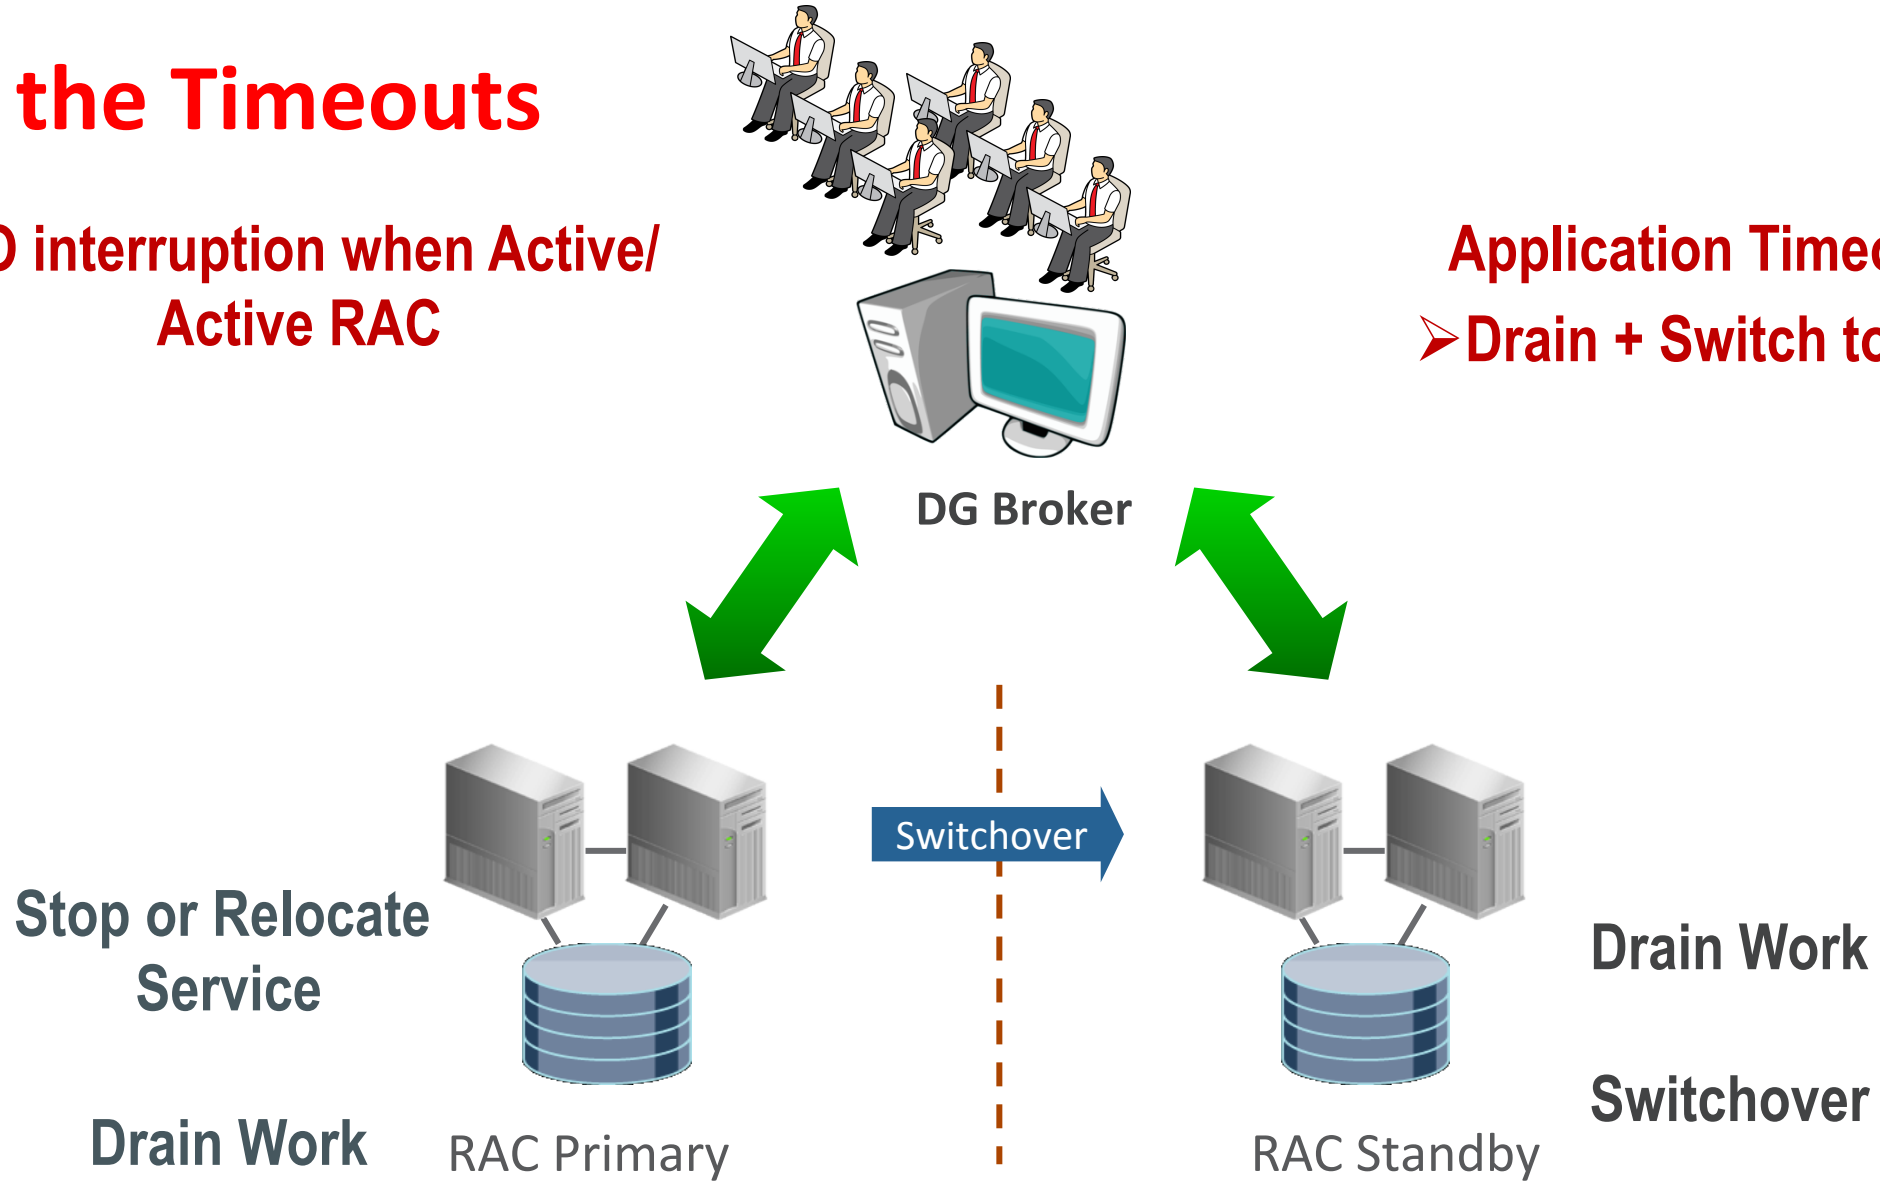 the Timeouts
interruption when Active/
Active RAC
Application
➢Drain + Switch
DG Broker
Switchover
Stop or Relocate
Service
Drain Work
RAC Primary
RAC Standby
Drain Work
Switchover